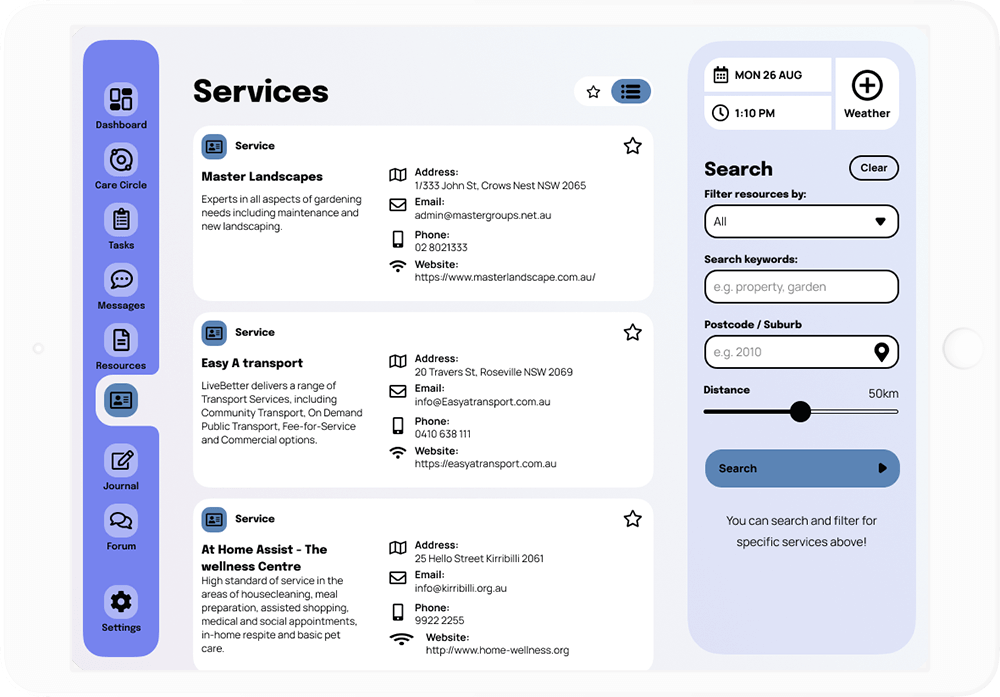 Dashboard
Care Circle
Tasks
Messages
Resources
Journal
Forum
Settings
Services
Service
Master Landscapes
Experts in all aspects of gardening
needs including maintenance and
new landscaping.
Address:
1/333 John St, Crows Nest NSW 2065
Email:
admin@mastergroups.net.au
Phone:
02 8021333
Website:
https://www.masterlandscape.com.au/
Service
Easy A transport
LiveBetter delivers a range of
Transport Services, including
Community Transport, On Demand
Public Transport, Fee-for-Service
and Commercial options.
Address:
20 Travers St, Roseville NSW 2069
Email:
info@Easyatransport.com.au
Phone:
0410 638 111
Website:
https://easyatransport.com.au
Service
At Home Assist - The
wellness Centre
High standard of service in the
areas of housecleaning, meal
preparation, assisted shopping,
medical and social appointments,
in-home respite and basic pet
care.
Address:
25 Hello Street Kirribilli 2061
Email:
info@kirribilli.org.au
Phone:
9922 2255
Website:
http://www.home-wellness.org
MON 26 AUG
1:10 PM
Weather
Search
Clear
Filter resources by:
All
Search keywords:
e.g. property, garden
Postcode / Suburb
e.g. 2010
Distance
50km
Search
You can search and filter for
specific services above!